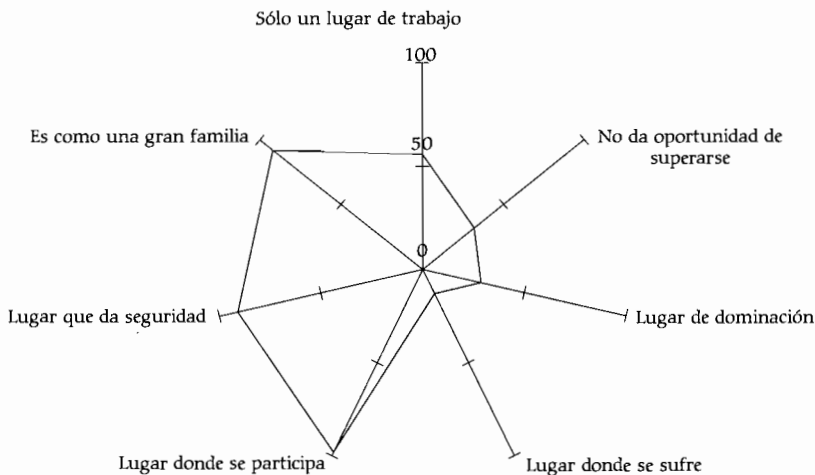 Sólo un lugar de trabajo
100
Es como una gran familia
50
No da oportunidad de
superarse
0
Lugar que da seguridad
Lugar de dominación
Lugar donde se participa
Lugar donde se sufre